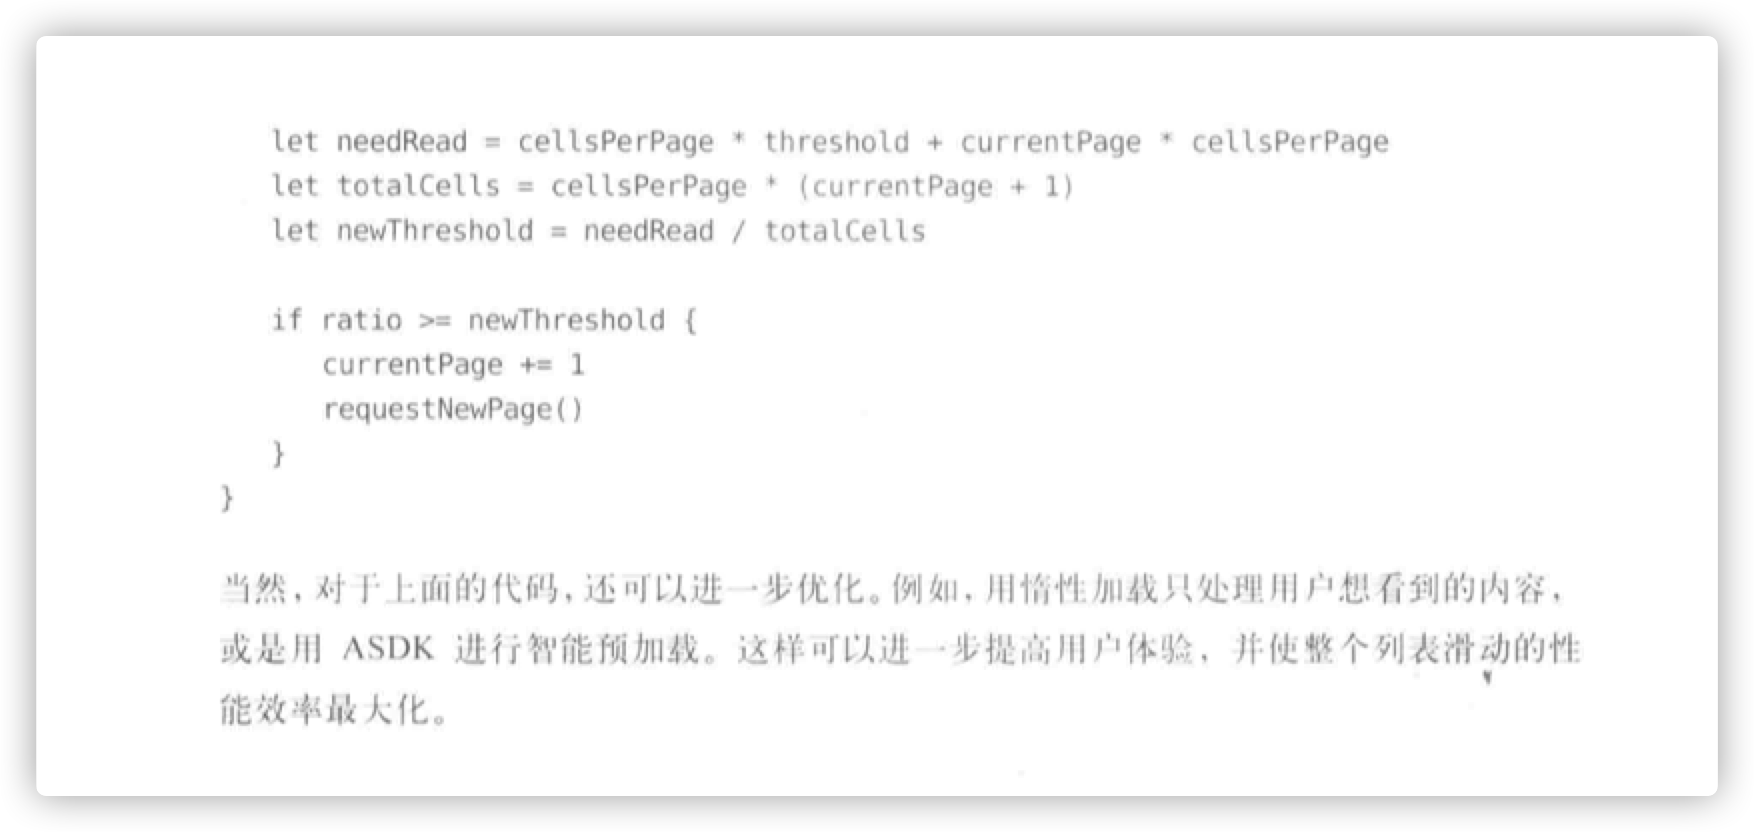 let needRead = cellsPerPage * threshold + currentPage * cellsPerPage
let totalCells = cellsPerPage * (currentPage + 1)
let newThreshold = needRead / totalCells
if ratio >= newThreshold {
currentPage += 1
requestNewPage()
}
}
当然，对于上面的代码，还可以进一步优化。例如，用惰性加载只处理用户想看到的内容，
或是用 ASDK 进行智能预加载。这样可以进一步提高用户体验，并使整个列表滑动的性
能效率最大化。